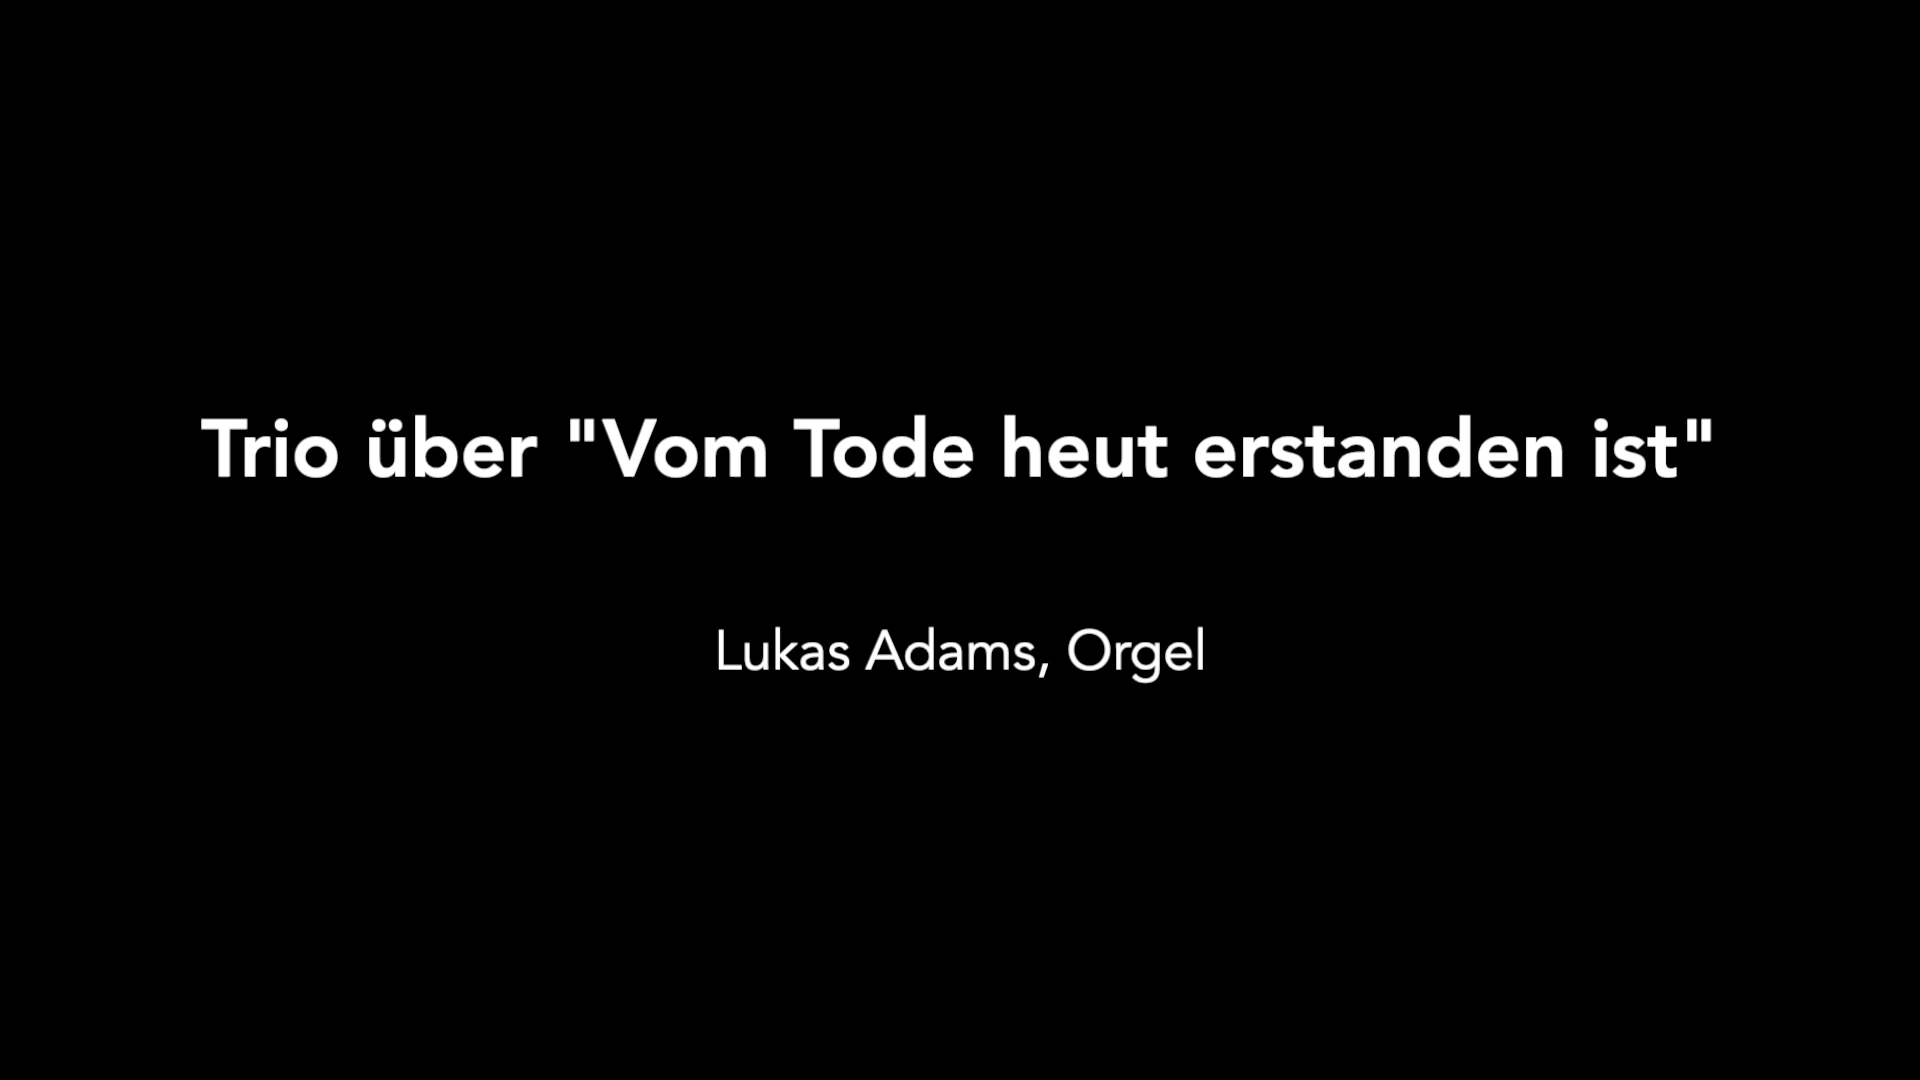 Trio über "Vom Tode heut erstanden ist"
Lukas Adams, Orgel